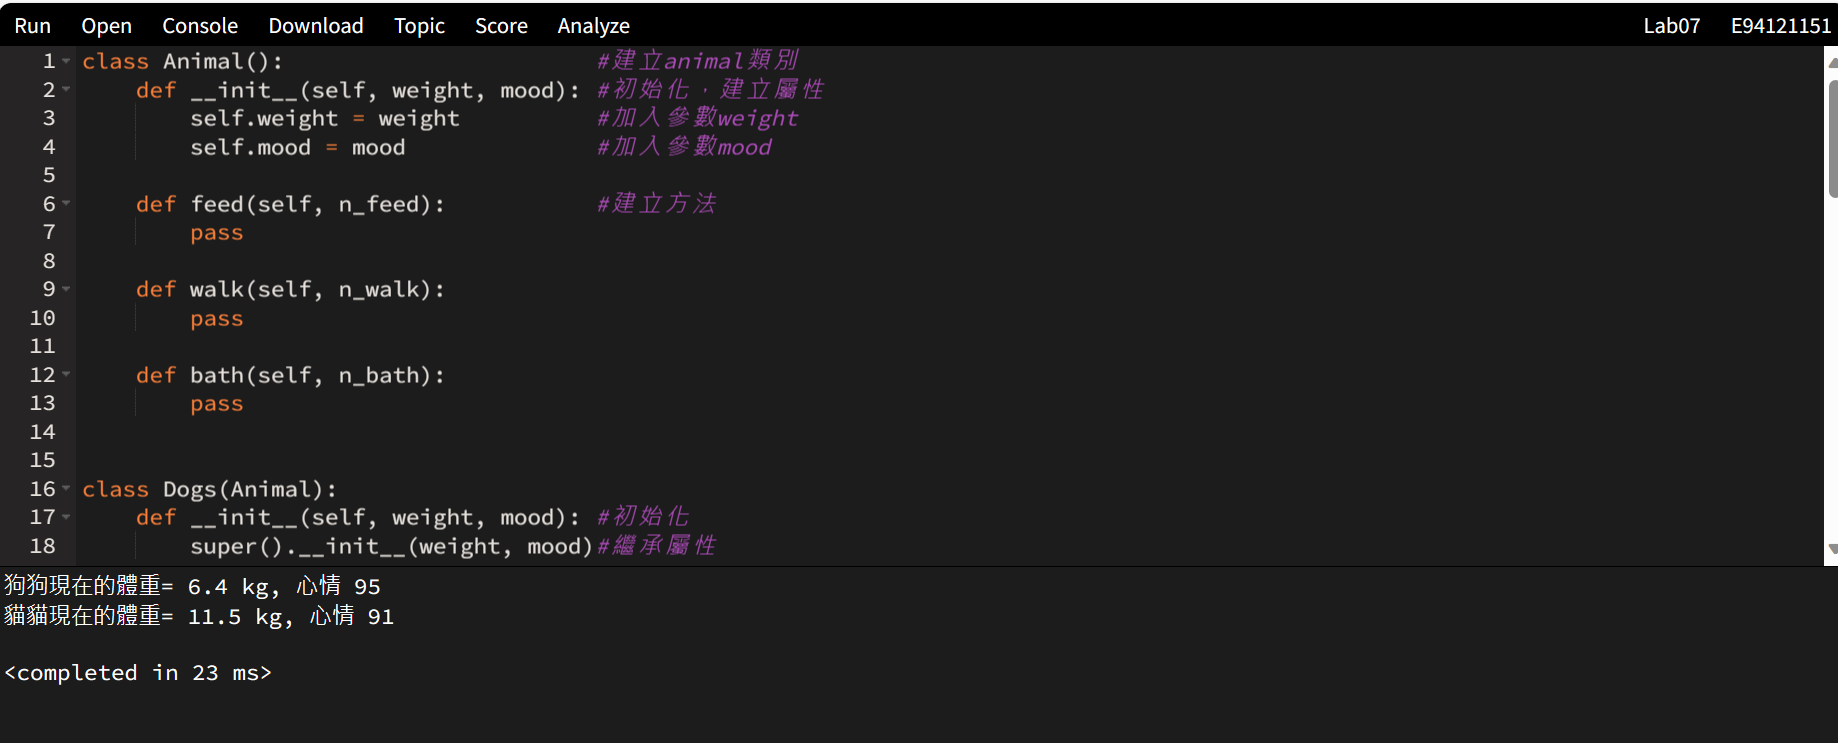 Run Open Console Download Topic Score Analyze Lab07 E94121151
1 class Animal(): #建立animal類別
2 def __init__(self, weight, mood): #初始化，建立屬性
3 self.weight = weight #加入參數weight
4 self.mood = mood #加入參數mood
5
6 def feed(self, n_feed): #建立方法
7 pass
8
9 def walk(self, n_walk):
10 pass
11
12 def bath(self, n_bath):
13 pass
14
15
16 class Dogs(Animal):
17 def __init__(self, weight, mood): #初始化
18 super().__init__(weight, mood)#繼承屬性
狗狗現在的體重= 6.4 kg, 心情 95
貓貓現在的體重= 11.5 kg, 心情 91
<completed in 23 ms>